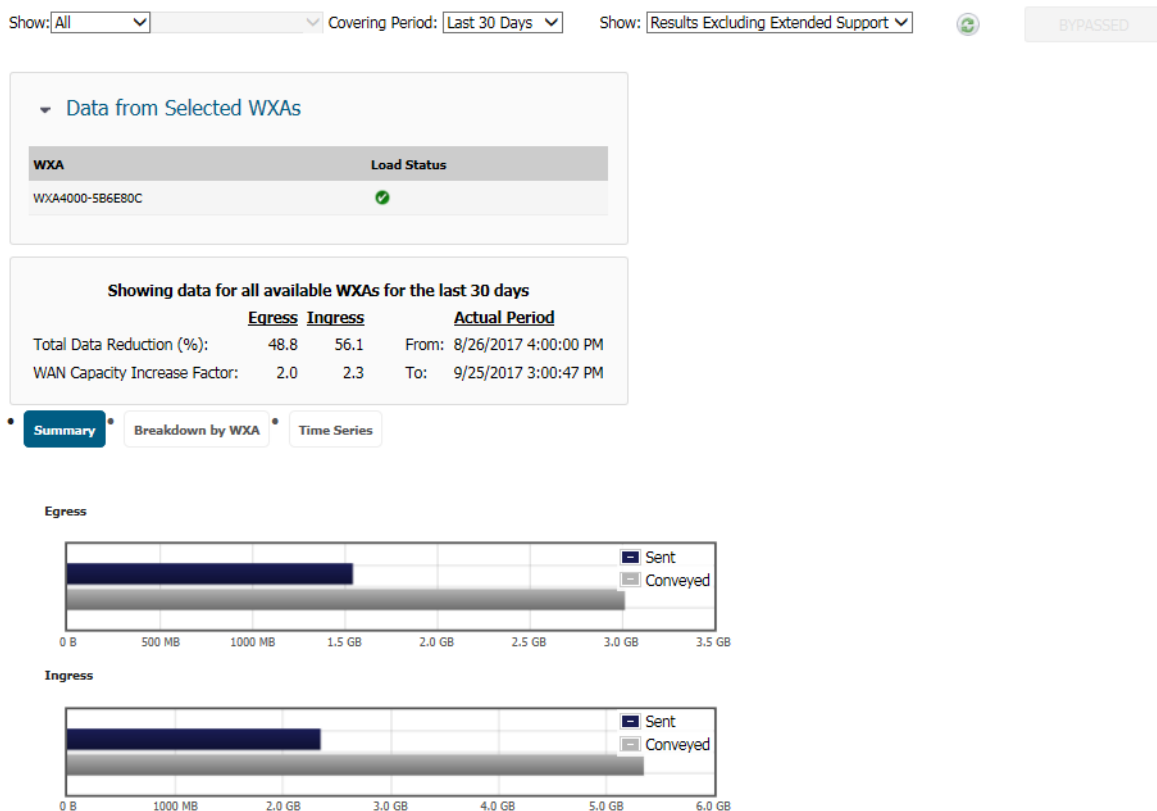 Show: All Covering Period: Last 30 Days Show: Results Excluding Extended Support BYPASSED
Data from Selected WXAs
WXA Load Status
WXA4000-5B6E80C
Showing data for all available WXAs for the last 30 days
Egress Ingress Actual Period
Total Data Reduction (%): 48.8 56.1 From: 8/26/2017 4:00:00 PM
WAN Capacity Increase Factor: 2.0 2.3 To: 9/25/2017 3:00:47 PM
• Summary • Breakdown by WXA • Time Series
Egress
Sent
Conveyed
0 B 500 MB 1000 MB 1.5 GB 2.0 GB 2.5 GB 3.0 GB 3.5 GB
Ingress
Sent
Conveyed
0 B 1000 MB 2.0 GB 3.0 GB 4.0 GB 5.0 GB 6.0 GB